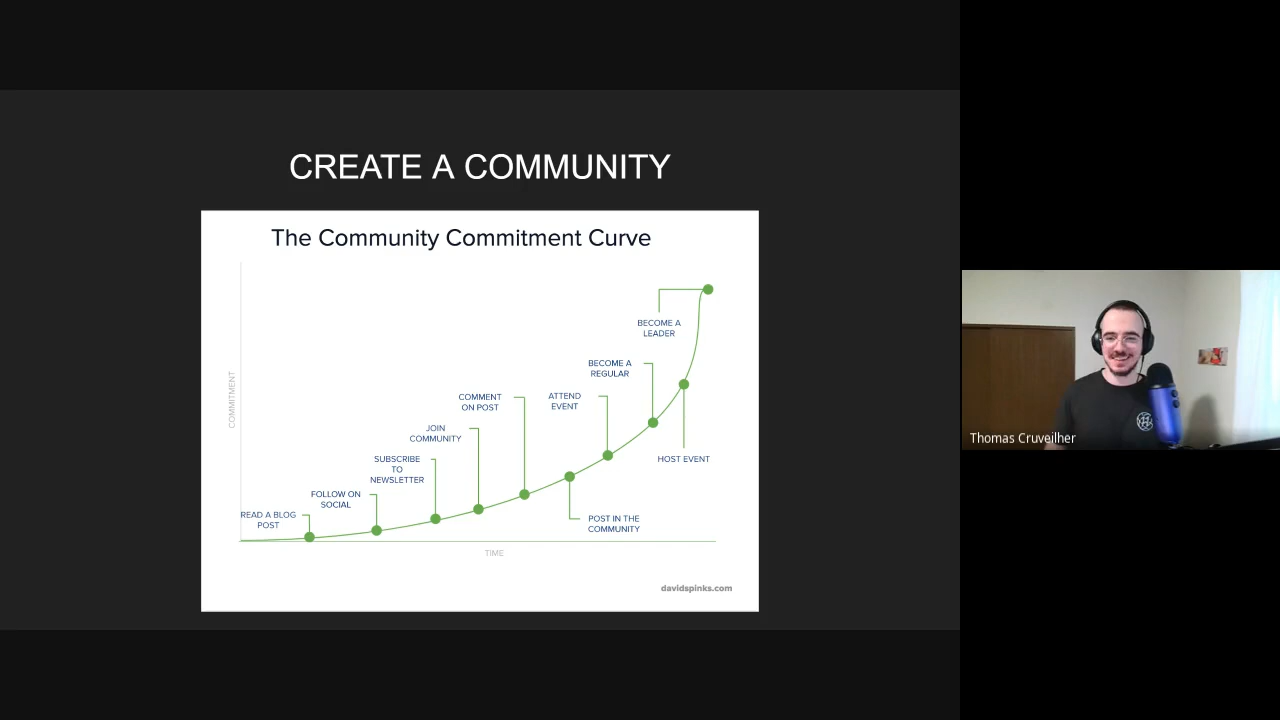 CREATE A COMMUNITY
The Community Commitment Curve
BECOME A
LEADER
BECOME A
REGULAR
ATTEND
EVENT
COMMENT
ON POST
JOIN
COMMUNITY
SUBSCRIBE
TO
NEWSLETTER
FOLLOW ON
SOCIAL
READ A BLOG
POST
HOST EVENT
POST IN THE
COMMUNITY
COMMITMENT
TIME
davidspinks.com
Thomas Cruveilher